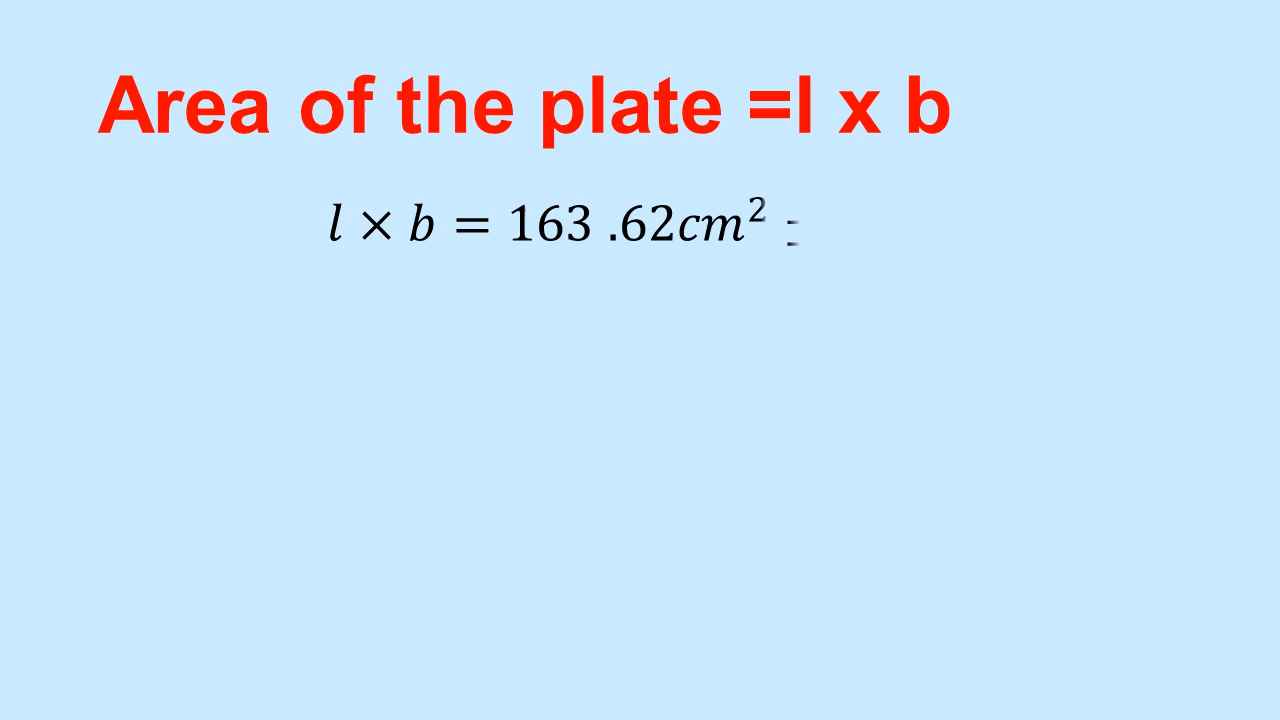 Area of the plate =l x b
l × b = 163 .62cm²